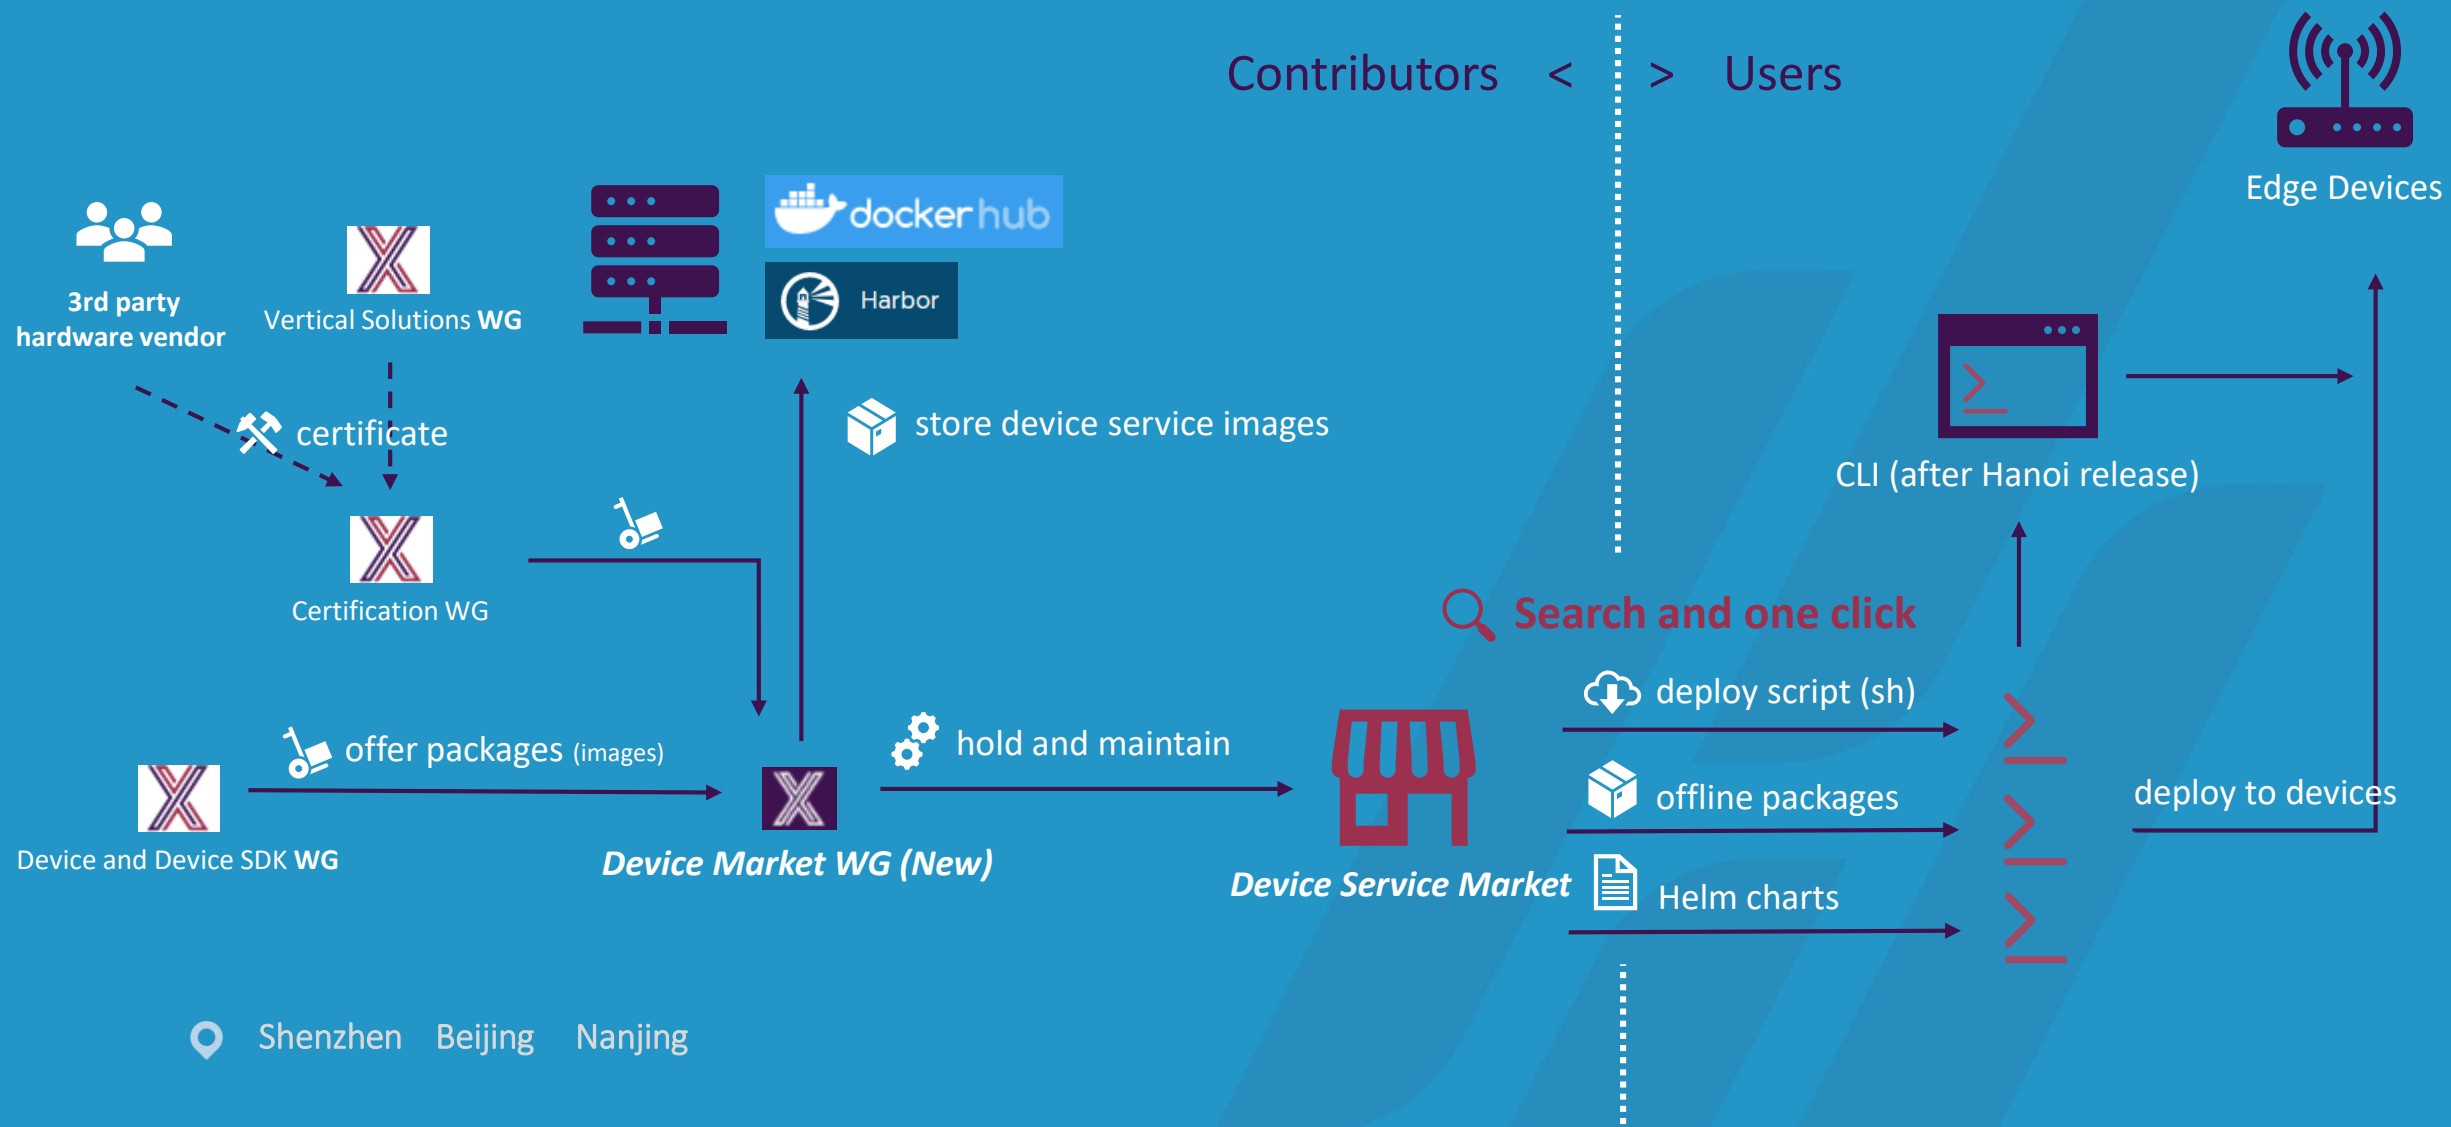 Contributors < > Users
Edge Devices
dockerhub
Harbor
3rd party
hardware vendor
Vertical Solutions WG
certificate
store device service images
CLI (after Hanoi release)
Certification WG
Search and one click
deploy script (sh)
offer packages (images)
hold and maintain
offline packages
deploy to devices
Device and Device SDK WG
Device Market WG (New)
Device Service Market
Helm charts
Shenzhen Beijing Nanjing